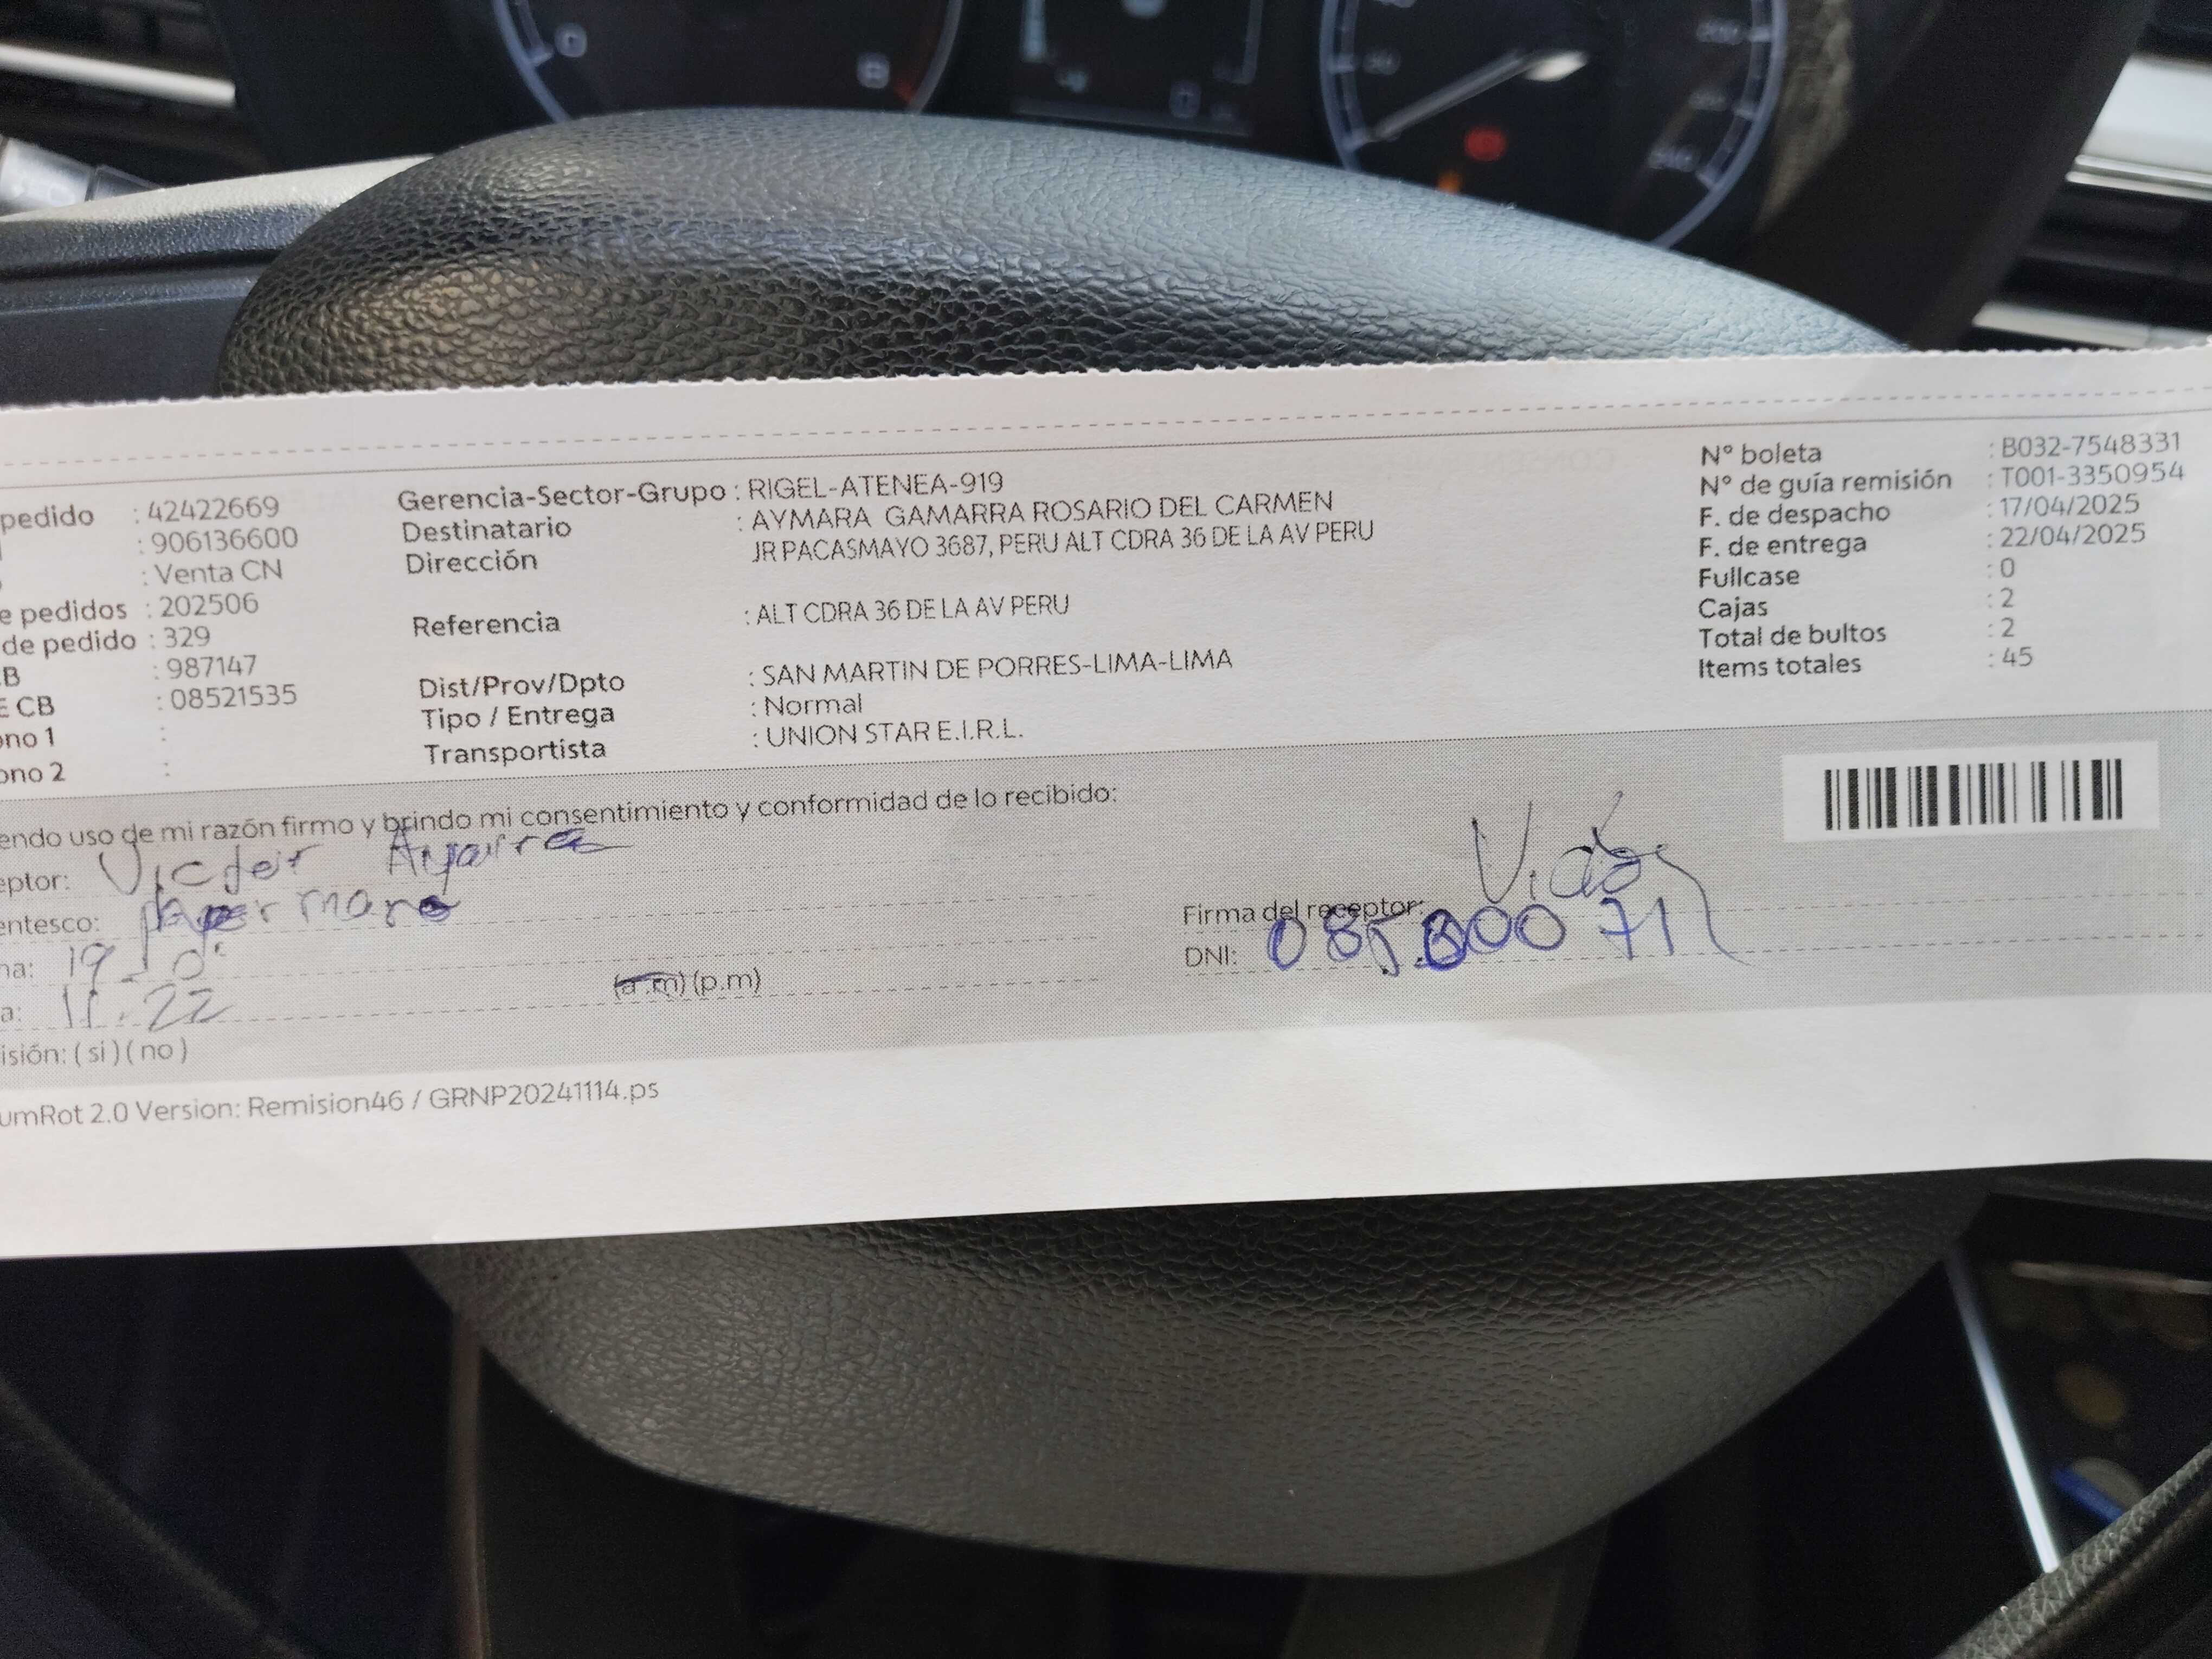 pedido : 42422669
: 906136600
: Venta CN
e pedidos : 202506
de pedido : 329
B : 987147
E CB : 08521535
ono 1 :
ono 2 :
Gerencia-Sector-Grupo : RIGEL-ATENEA-919
Destinatario : AYMARA GAMARRA ROSARIO DEL CARMEN
Dirección JR PACASMAYO 3687, PERU ALT CDRA 36 DE LA AV PERU
Referencia : ALT CDRA 36 DE LA AV PERU
Dist/Prov/Dpto : SAN MARTIN DE PORRES-LIMA-LIMA
Tipo / Entrega : Normal
Transportista : UNION STAR E.I.R.L.
N° boleta : B032-7548331
N° de guía remisión : T001-3350954
F. de despacho : 17/04/2025
F. de entrega : 22/04/2025
Fullcase : 0
Cajas : 2
Total de bultos : 2
Items totales : 45
endo uso de mi razón firmo y brindo mi consentimiento y conformidad de lo recibido:
eptor: Victor
entesco: hermano
na: 19
a: 11.22 (a.m) (p.m)
isión: ( si ) ( no )
Firma del receptor:
DNI:
umRot 2.0 Version: Remision46 / GRNP20241114.ps